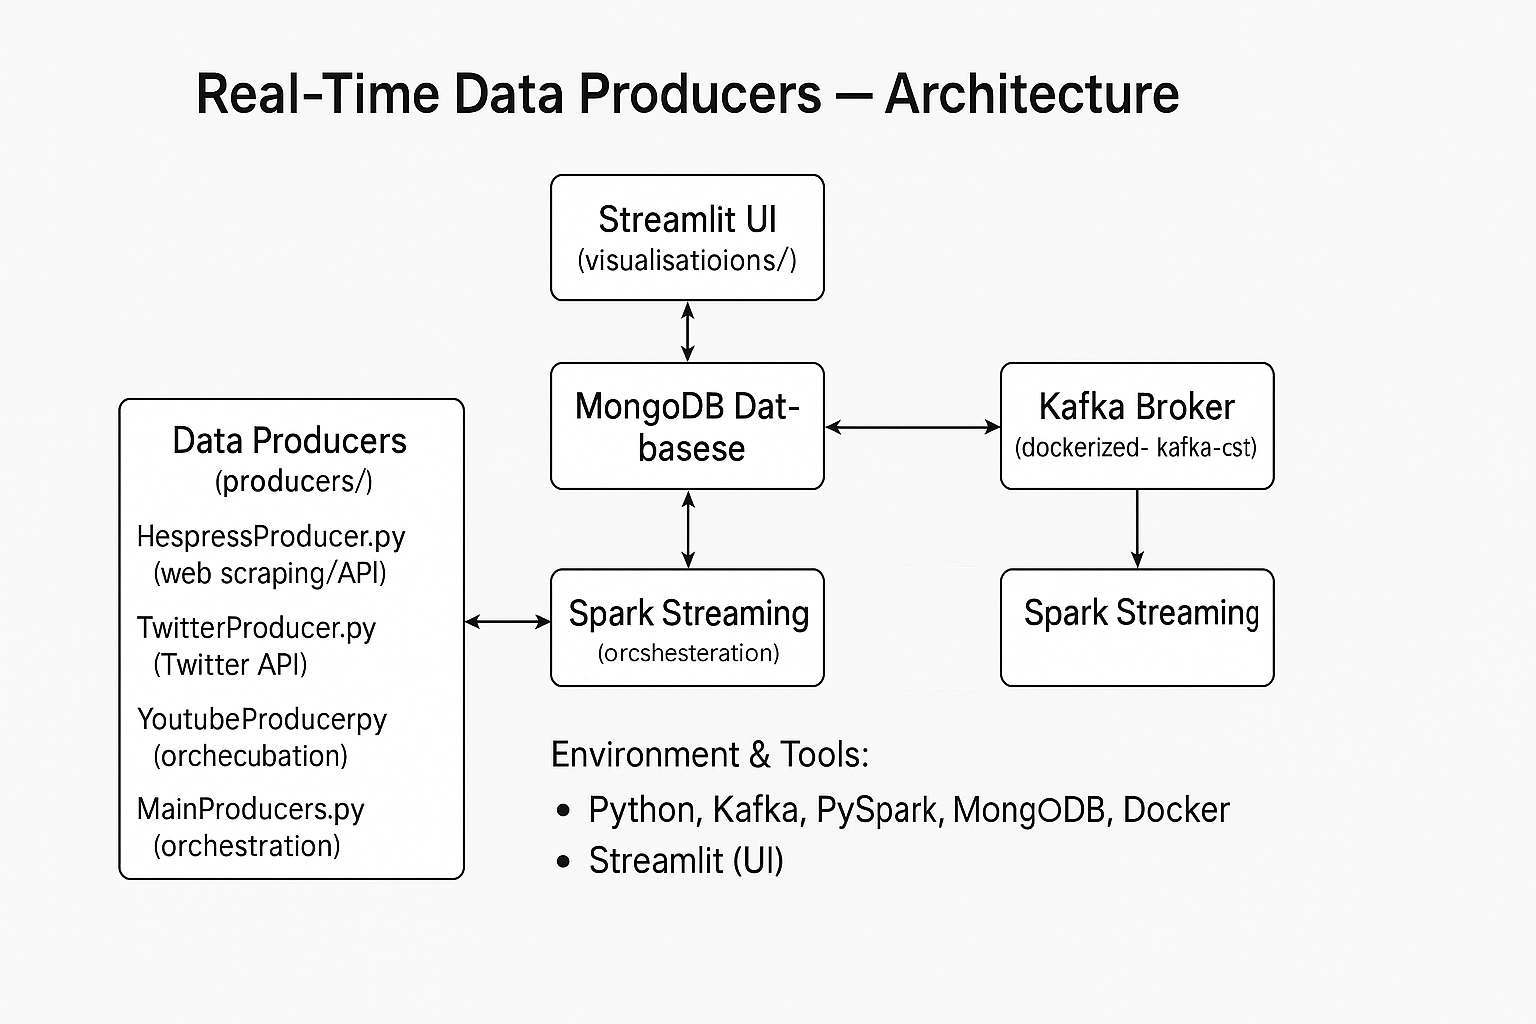 Real-Time Data Producers — Architecture
Streamlit UI
(visualisatioions/)
MongoDB Dat-
basese
Kafka Broker
(dockerized- kafka-cst)
Data Producers
(producers/)
HespressProducer.py
(web scraping/API)
TwitterProducer.py
(Twitter API)
YoutubeProducerpy
(orchecubation)
MainProducers.py
(orchestration)
Spark Streaming
(orcshesteration)
Spark Streaming
Environment & Tools:
• Python, Kafka, PySpark, MongODB, Docker
• Streamlit (UI)